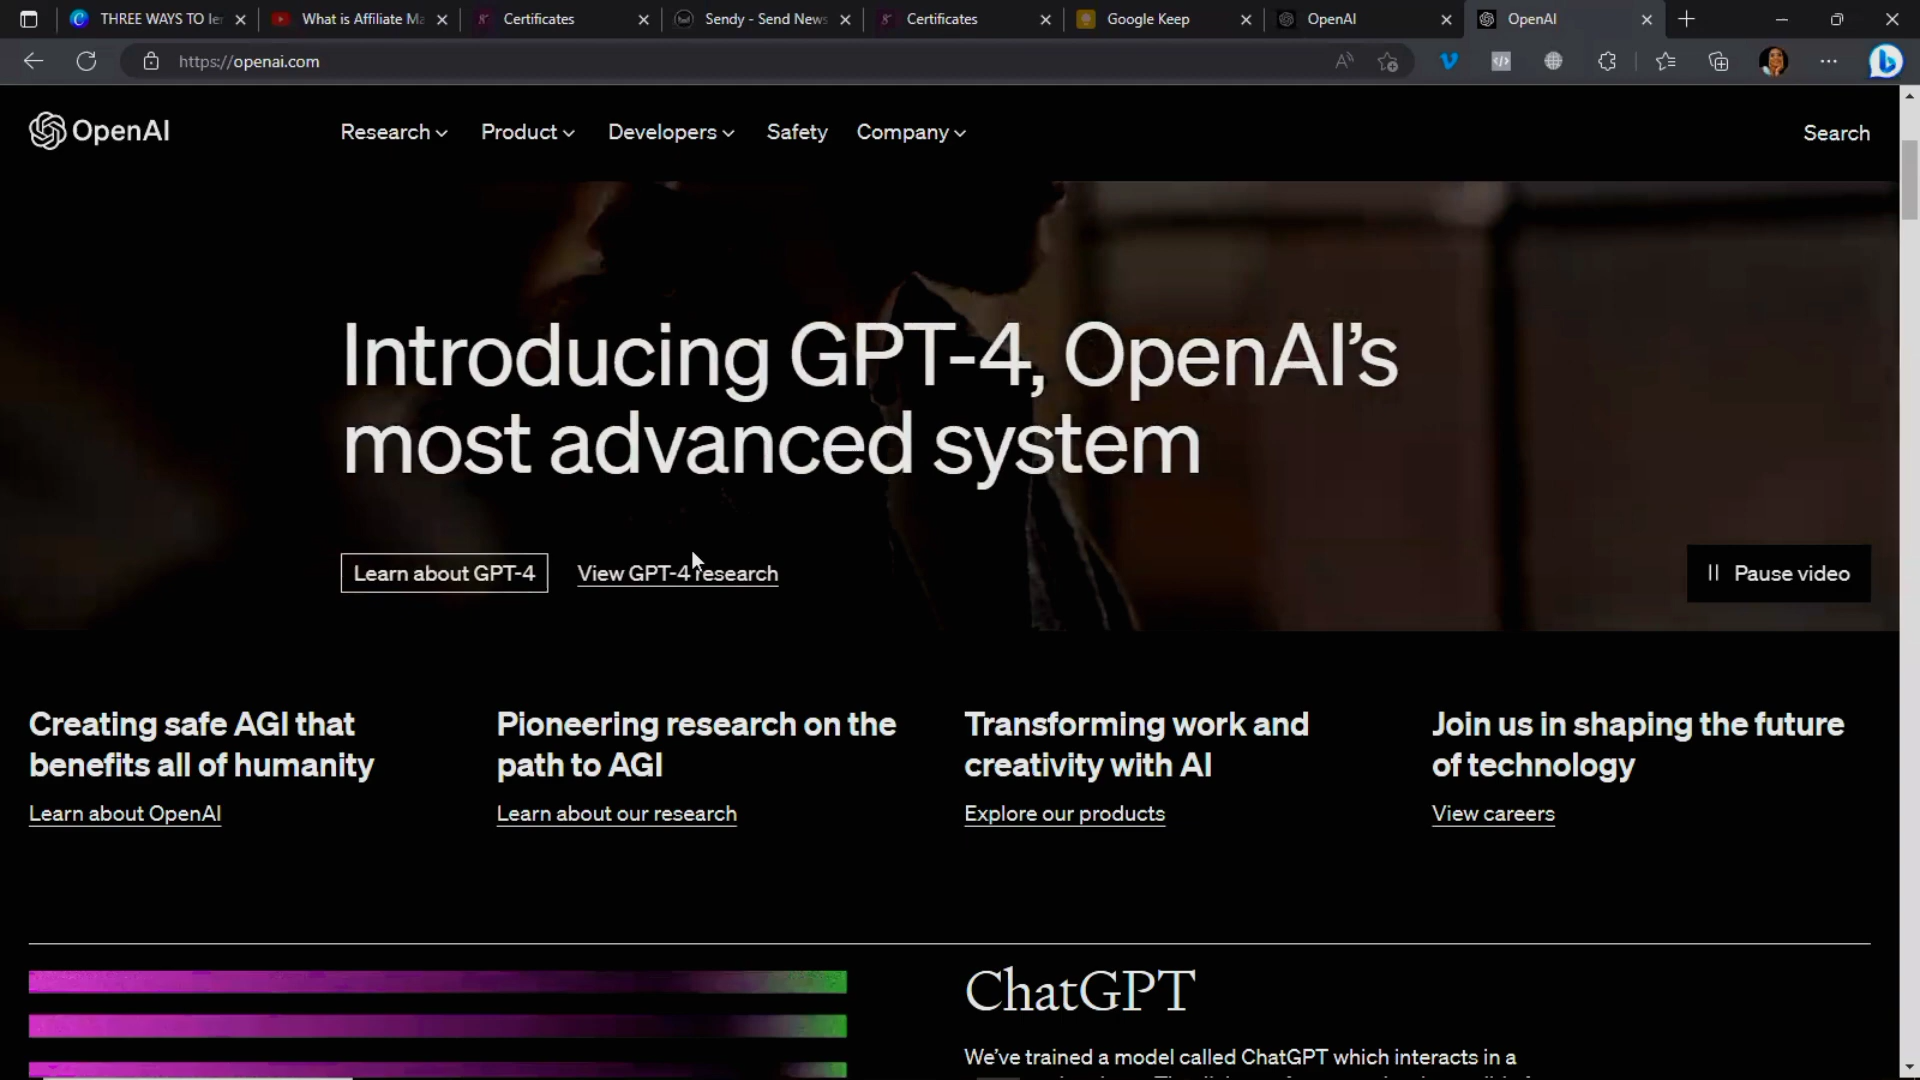 THREE WAYS TO
What is Affiliate Ma
Certificates
Sendy - Send News
Certificates
Google Keep
OpenAI
OpenAI
https://openai.com
OpenAI
Research
Product
Developers
Safety
Company
Search
Introducing GPT-4, OpenAI’s
most advanced system
Learn about GPT-4
View GPT-4 research
Pause video
Creating safe AGI that
benefits all of humanity
Learn about OpenAI
Pioneering research on the
path to AGI
Learn about our research
Transforming work and
creativity with AI
Explore our products
Join us in shaping the future
of technology
View careers
ChatGPT
We’ve trained a model called ChatGPT which interacts in a